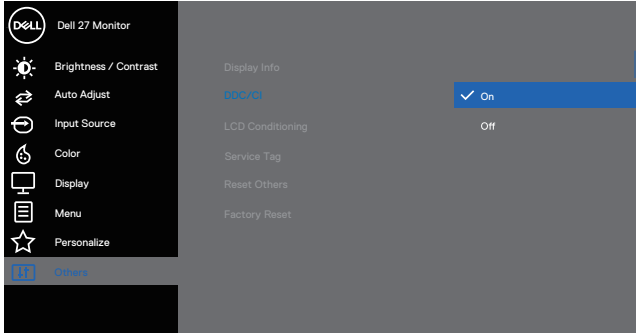 DELL
Dell 27 Monitor
Brightness / Contrast
Auto Adjust
Input Source
Color
Display
Menu
Personalize
Others
Display Info
DDC/CI
LCD Conditioning
Service Tag
Reset Others
Factory Reset
On
Off